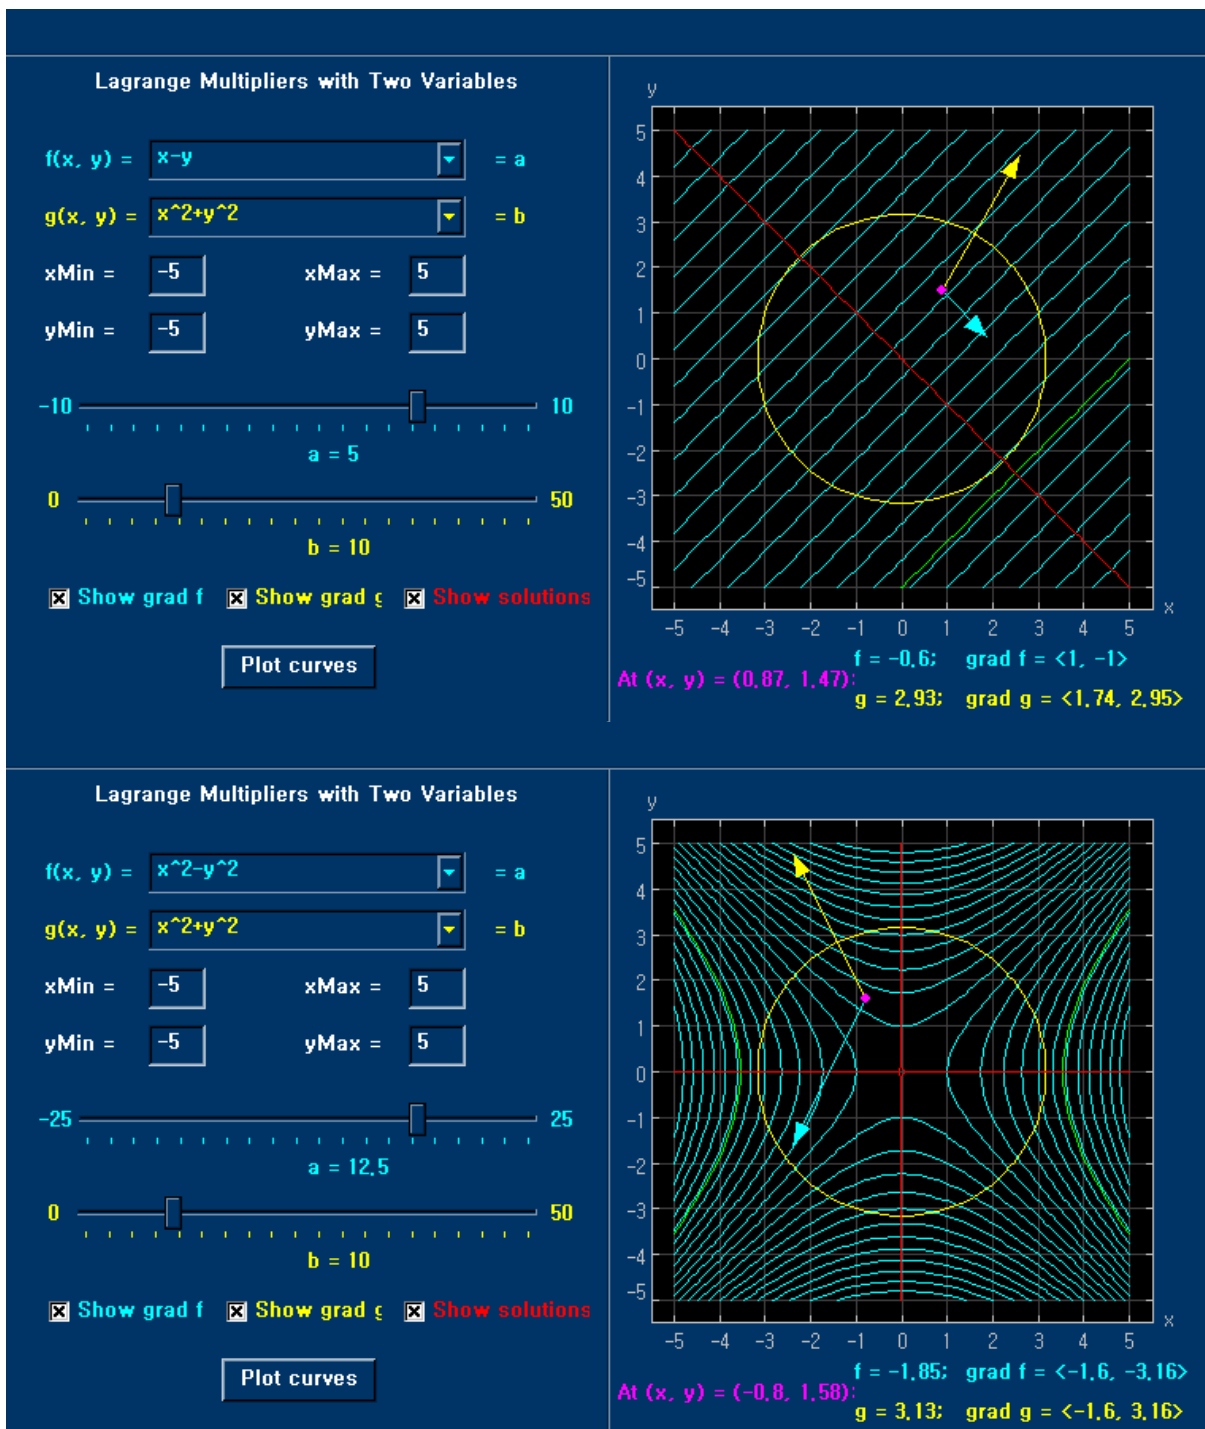 Lagrange Multipliers with Two Variables
f(x, y) = x-y = a
g(x, y) = x^2+y^2 = b
xMin = -5 xMax = 5
yMin = -5 yMax = 5
-10 10
a = 5
0 50
b = 10
Show grad f Show grad g Show solutions
Plot curves
y
5
4
3
2
1
0
-1
-2
-3
-4
-5
-5 -4 -3 -2 -1 0 1 2 3 4 5
x
At (x, y) = (0.87, 1.47):
f = -0.6; grad f = <1, -1>
g = 2.93; grad g = <1.74, 2.95>
Lagrange Multipliers with Two Variables
f(x, y) = x^2-y^2 = a
g(x, y) = x^2+y^2 = b
xMin = -5 xMax = 5
yMin = -5 yMax = 5
-25 25
a = 12.5
0 50
b = 10
Show grad f Show grad g Show solutions
Plot curves
y
5
4
3
2
1
0
-1
-2
-3
-4
-5
-5 -4 -3 -2 -1 0 1 2 3 4 5
x
At (x, y) = (-0.8, 1.58):
f = -1.85; grad f = <-1.6, -3.16>
g = 3.13; grad g = <-1.6, 3.16>